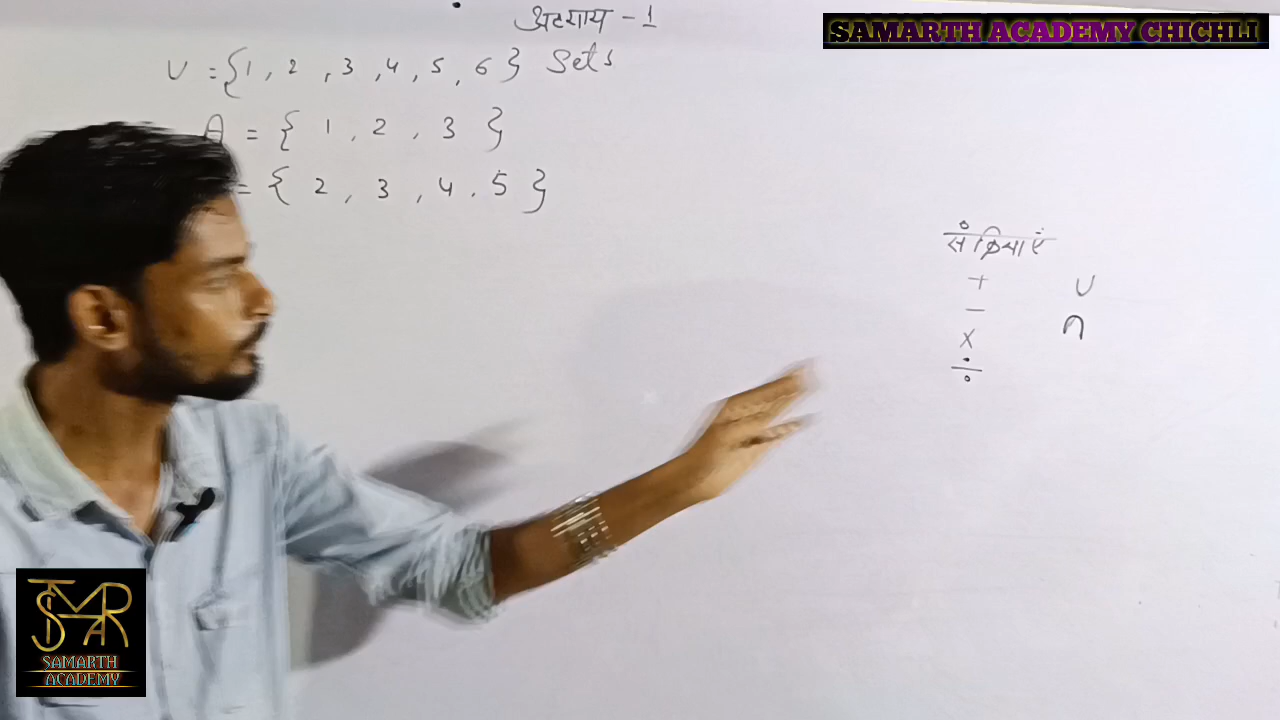 अध्याय - 1
SAMARTH ACADEMY CHICHLI
U = {1, 2, 3, 4, 5, 6} Sets
A = { 1, 2, 3 }
= { 2, 3, 4, 5 }
संक्रियाएं
+ ∪
− ∩
×
÷
SMRA
SAMARTH
ACADEMY